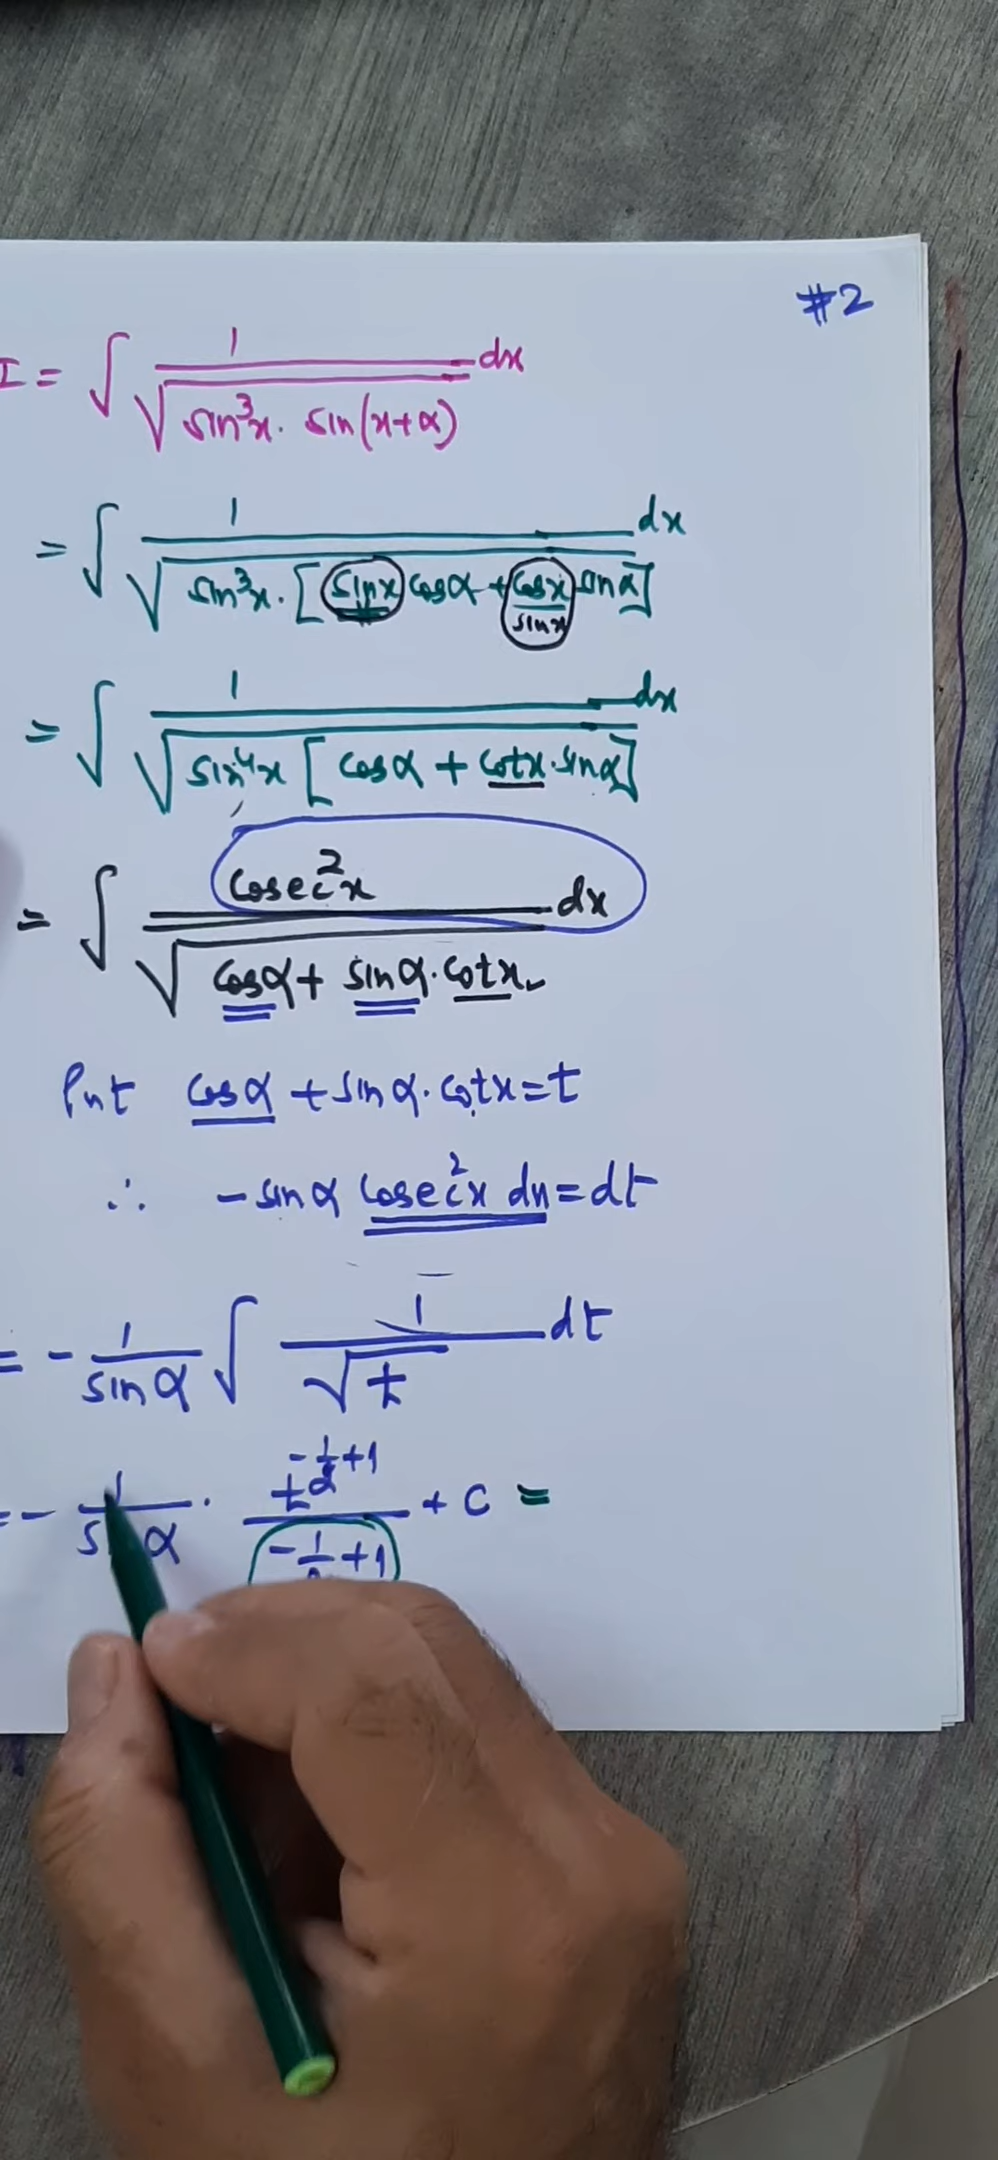 #2
I = ∫ 1/√(sin³x · sin(x+α)) dx
= ∫ 1/√(sin³x · [sinx cosα + cosx/sinx sinα]) dx
= ∫ 1/√(sin⁴x [cosα + cotx · sinα]) dx
= ∫ cosec²x/√(cosα + sinα · cotx) dx
Put cosα + sinα · cotx = t
∴ -sinα cosec²x dx = dt
= - 1/sinα ∫ 1/√t dt
= - 1/sinα · t^(-1/2+1)/(-1/2+1) + c =